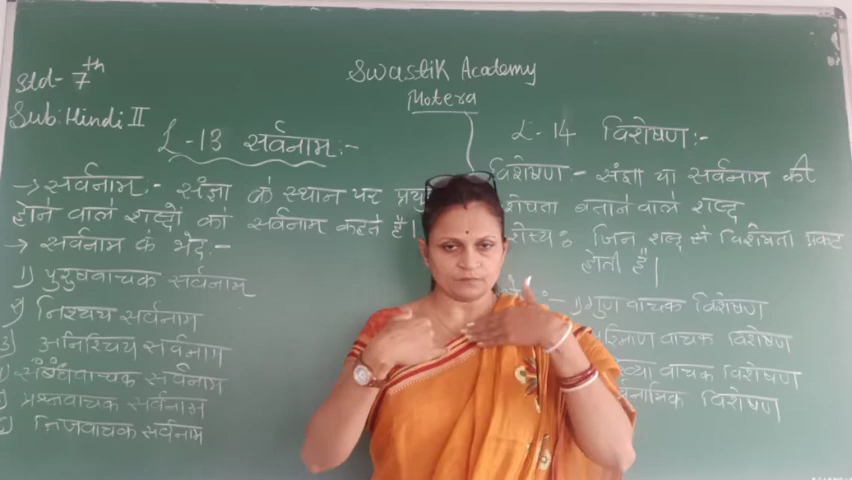 Swastik Academy
Motera
Std- 7th
Sub: Hindi II
L-13 सर्वनाम:-
→ सर्वनाम:- संज्ञा के स्थान पर प्रयु
होने वाले शब्दों को सर्वनाम कहते हैं।
→ सर्वनाम के भेद:-
1) पुरुषवाचक सर्वनाम
2) निश्चय सर्वनाम
3) अनिश्चिय सर्वनाम
संबंधवाचक सर्वनाम
प्रश्नवाचक सर्वनाम
निजवाचक सर्वनाम
L-14 विशेषण:-
विशेषण:- संज्ञा या सर्वनाम की
शेषता बताने वाले शब्द
जिन शब्द से विशेषता प्रकट
होती हैं।
1) गुण वाचक विशेषण
वाचक विशेषण
वाचक विशेषण
विशेषण